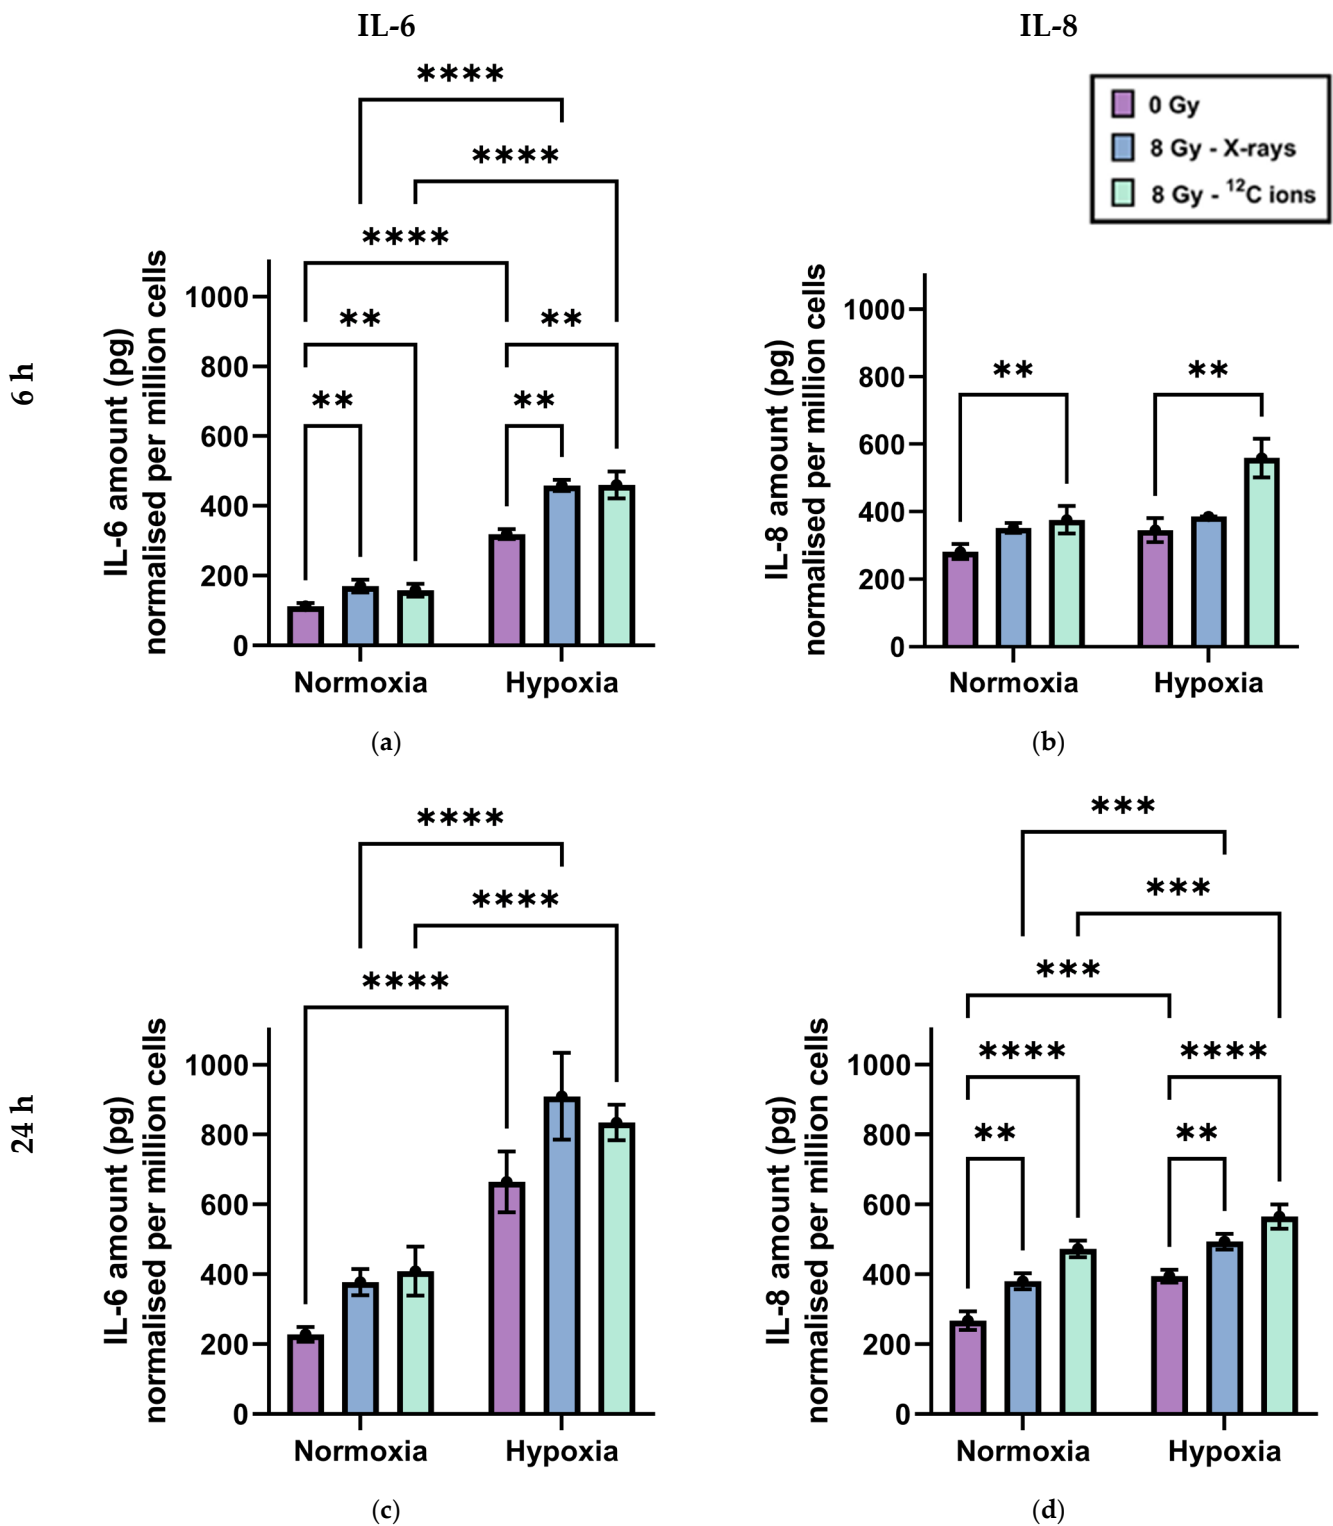 IL-6
IL-8
0 Gy
8 Gy - X-rays
8 Gy - ¹²C ions
6 h
IL-6 amount (pg)
normalised per million cells
1000
800
600
400
200
0
****
****
****
**
**
**
**
Normoxia
Hypoxia
(a)
IL-8 amount (pg)
normalised per million cells
1000
800
600
400
200
0
**
**
Normoxia
Hypoxia
(b)
24 h
IL-6 amount (pg)
normalised per million cells
1000
800
600
400
200
0
****
****
****
Normoxia
Hypoxia
(c)
IL-8 amount (pg)
normalised per million cells
1000
800
600
400
200
0
***
***
***
****
****
**
**
Normoxia
Hypoxia
(d)